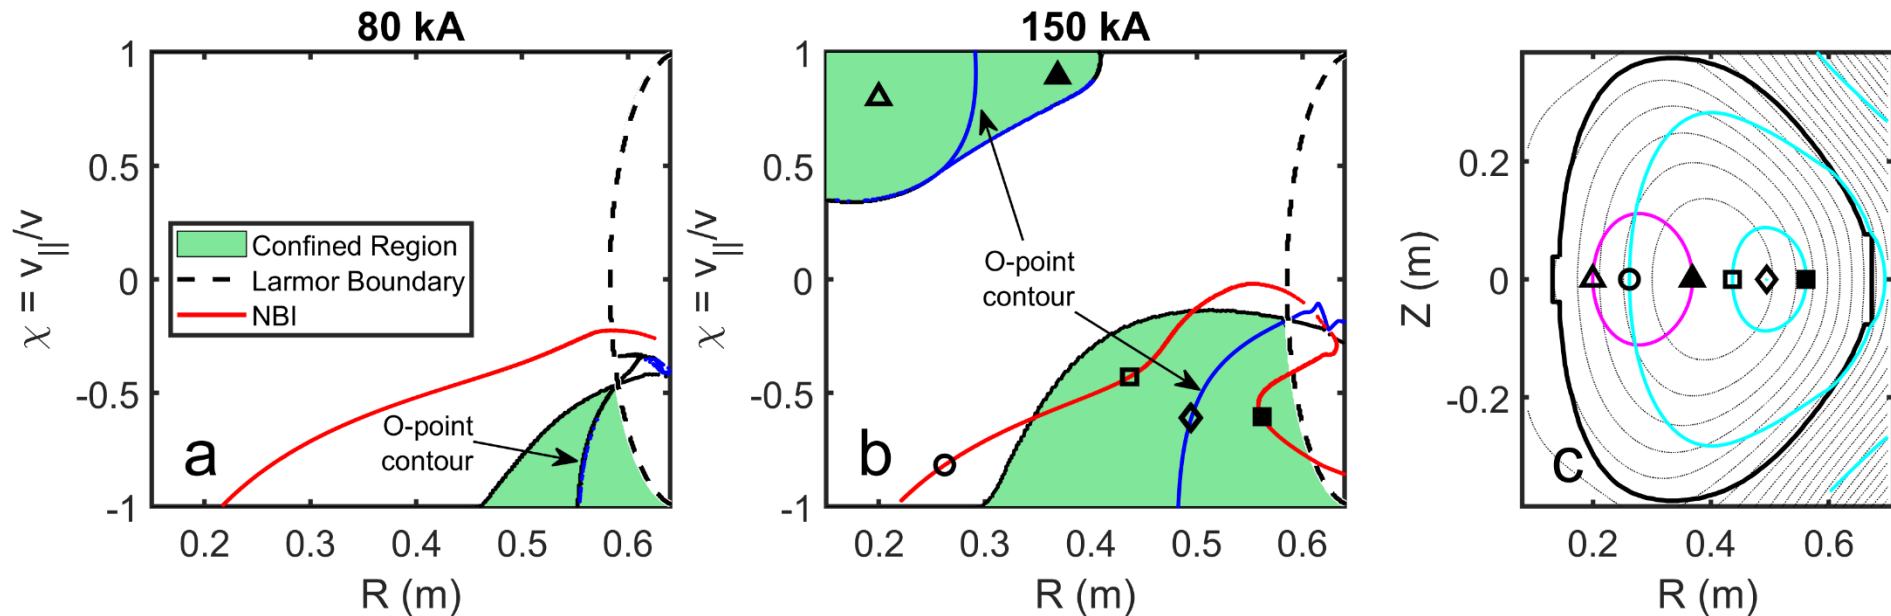 80 kA
χ = v||/v
1
0.5
0
-0.5
-1
Confined Region
Larmor Boundary
NBI
O-point
contour
a
0.2 0.3 0.4 0.5 0.6
R (m)
150 kA
χ = v||/v
1
0.5
0
-0.5
-1
O-point
contour
b
0.2 0.3 0.4 0.5 0.6
R (m)
Z (m)
0.2
0
-0.2
c
0.2 0.4 0.6
R (m)